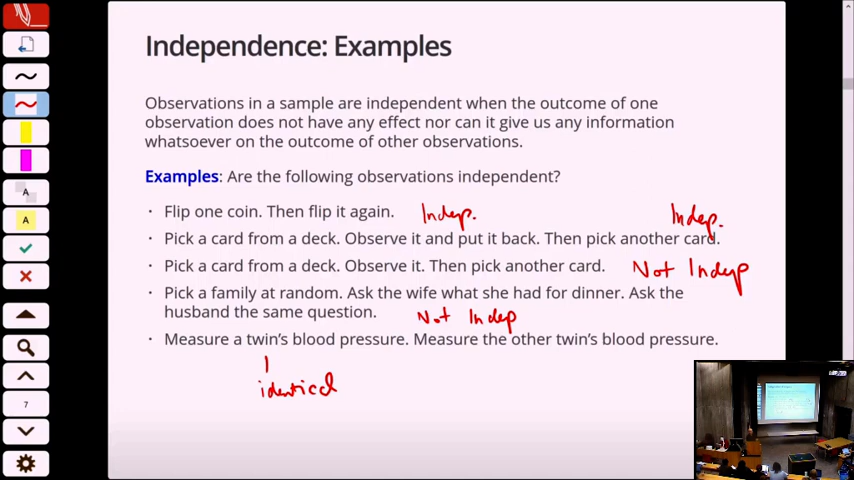 Independence: Examples
Observations in a sample are independent when the outcome of one
observation does not have any effect nor can it give us any information
whatsoever on the outcome of other observations.
Examples: Are the following observations independent?
· Flip one coin. Then flip it again. Indep.
Indep.
· Pick a card from a deck. Observe it and put it back. Then pick another card.
· Pick a card from a deck. Observe it. Then pick another card. Not Indep
· Pick a family at random. Ask the wife what she had for dinner. Ask the
husband the same question. Not Indep
· Measure a twin's blood pressure. Measure the other twin's blood pressure.
identical
A
A
7